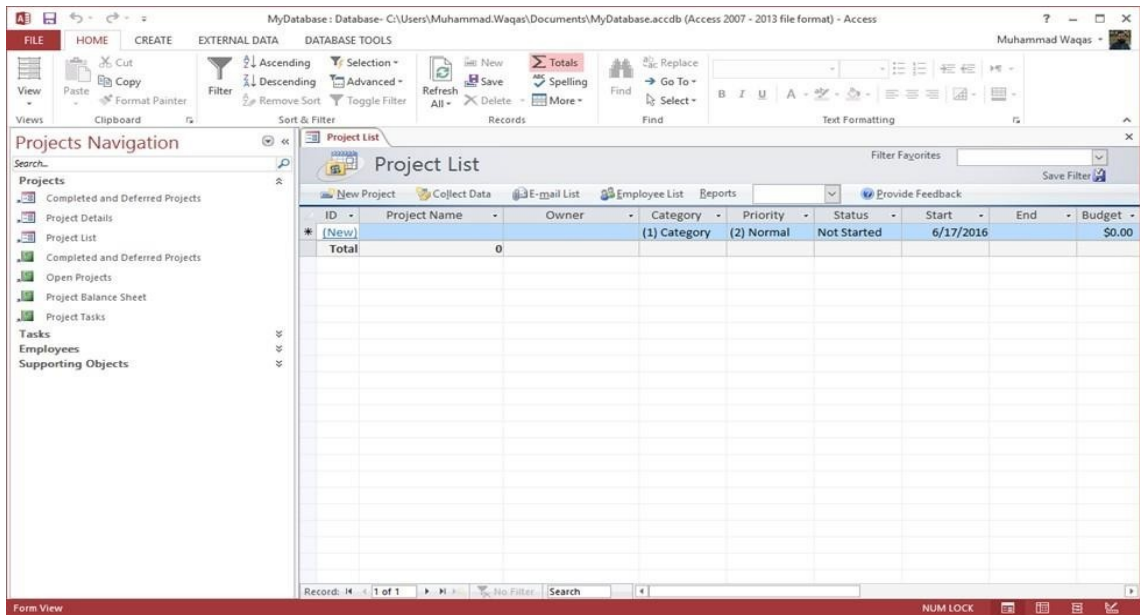 MyDatabase : Database- C:\Users\Muhammad.Waqas\Documents\MyDatabase.accdb (Access 2007 - 2013 file format) - Access
FILE HOME CREATE EXTERNAL DATA DATABASE TOOLS Muhammad Waqas
Cut Ascending Selection New Totals Replace
Copy Descending Advanced Save Spelling Go To
View Paste Format Painter Filter Remove Sort Toggle Filter Refresh All Delete More Find Select B I U A
Views Clipboard Sort & Filter Records Find Text Formatting
Projects Navigation
Search...
Projects
Completed and Deferred Projects
Project Details
Project List
Completed and Deferred Projects
Open Projects
Project Balance Sheet
Project Tasks
Tasks
Employees
Supporting Objects
Project List
Project List Filter Favorites
Save Filter
New Project Collect Data E-mail List Employee List Reports Provide Feedback
ID Project Name Owner Category Priority Status Start End Budget
(New) (1) Category (2) Normal Not Started 6/17/2016 $0.00
Total 0
Record: 1 of 1 No Filter Search
Form View NUM LOCK